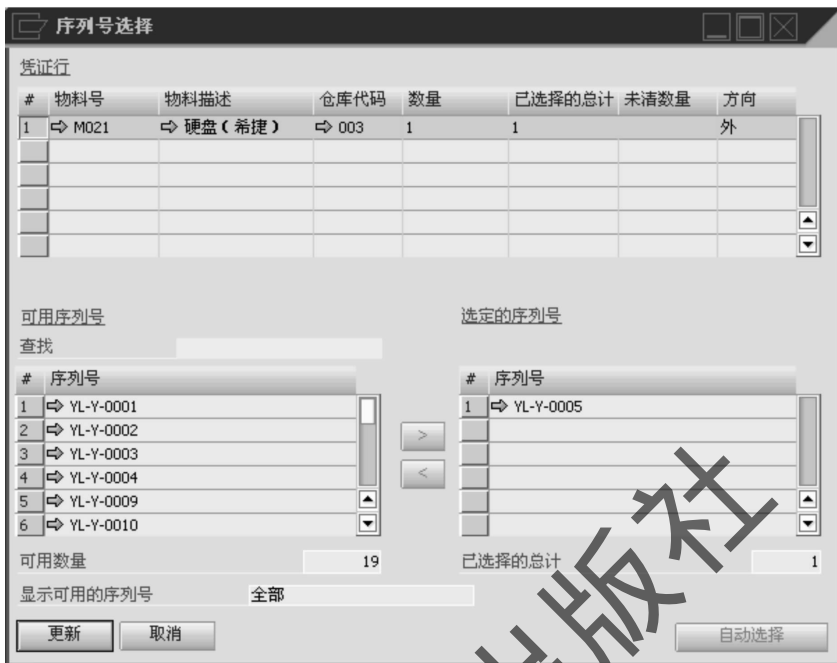 序列号选择
凭证行
# 物料号 物料描述 仓库代码 数量 已选择的总计 未清数量 方向
1 M021 硬盘(希捷) 003 1 1 外
可用序列号 选定的序列号
查找
# 序列号 # 序列号
1 YL-Y-0001 1 YL-Y-0005
2 YL-Y-0002
3 YL-Y-0003
4 YL-Y-0004
5 YL-Y-0009
6 YL-Y-0010
可用数量 19 已选择的总计 1
显示可用的序列号 全部
更新 取消 自动选择
出版社